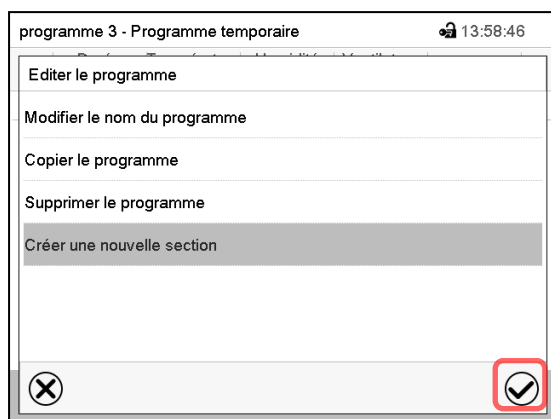 programme 3 - Programme temporaire 13:58:46
Editer le programme
Modifier le nom du programme
Copier le programme
Supprimer le programme
Créer une nouvelle section